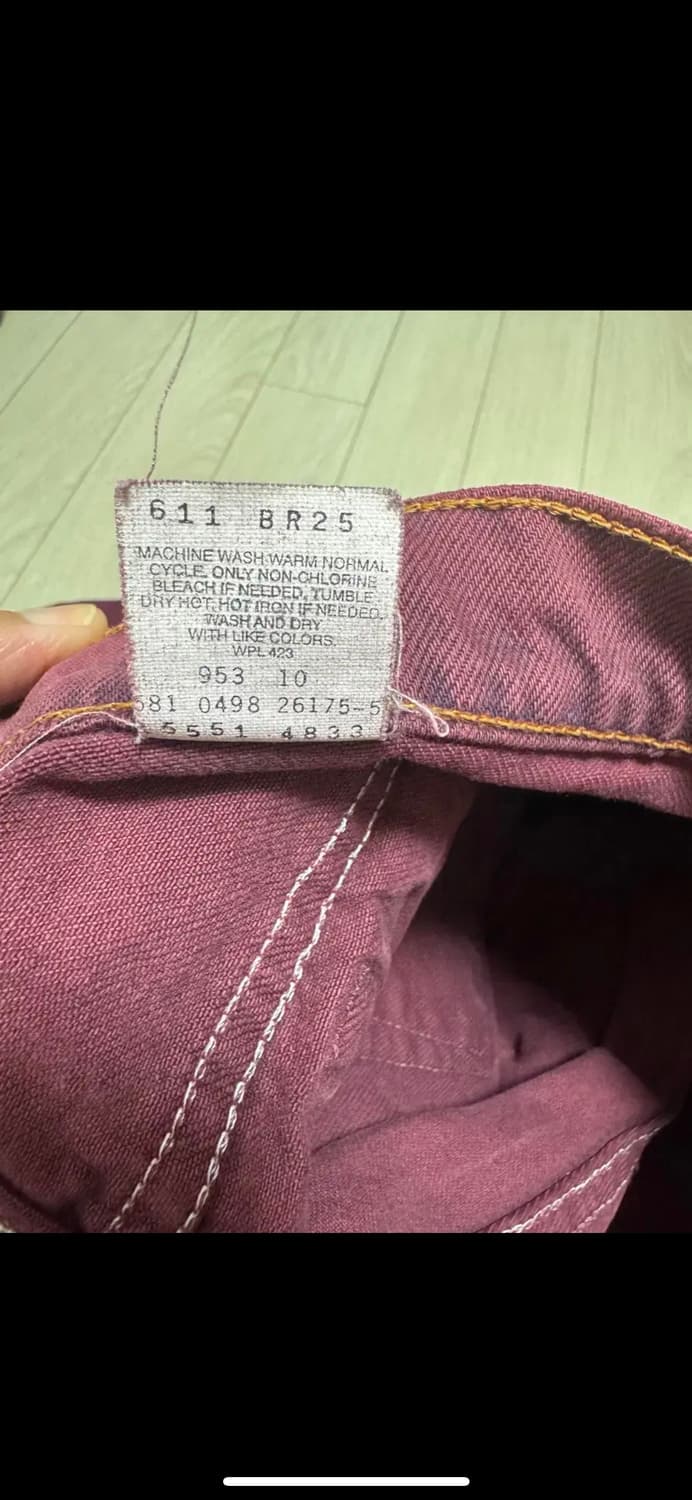 611 BR25
MACHINE WASH WARM NORMAL
CYCLE. ONLY NON-CHLORINE
BLEACH IF NEEDED, TUMBLE
DRY HOT, HOT IRON IF NEEDED.
WASH AND DRY
WITH LIKE COLORS.
WPL 423
953 10
81 0498 26175-5
5551 4833